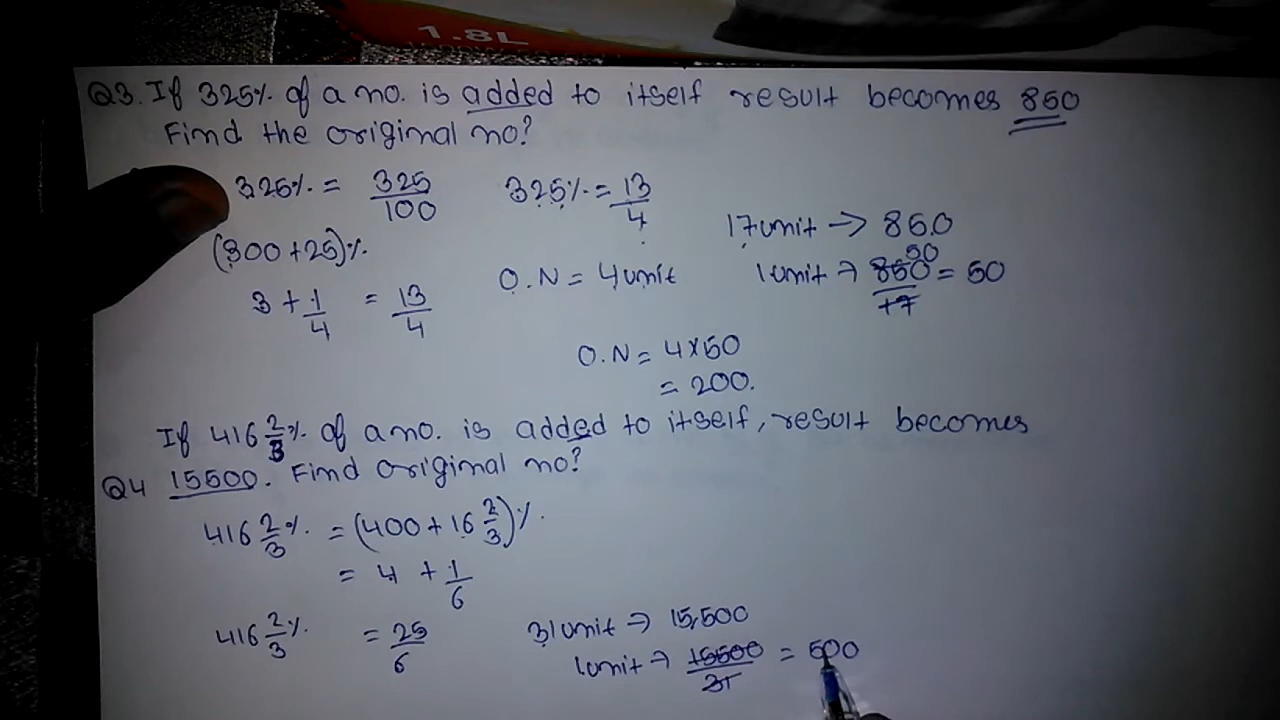 1.8L
Q3. If 325% of a no. is added to itself result becomes 850
Find the original no?
325% = 325/100
325% = 13/4
17 unit → 850
(300+25)%
O.N = 4 unit
1 unit → 850/17 50 = 50
3 + 1/4 = 13/4
O.N = 4×50
= 200.
If 416 2/3% of a no. is added to itself, result becomes
Q4 15500. Find original no?
416 2/3% = (400 + 16 2/3)%.
= 4 + 1/6
416 2/3% = 25/6
31 unit → 15,500
1 unit → 15500/31 = 500